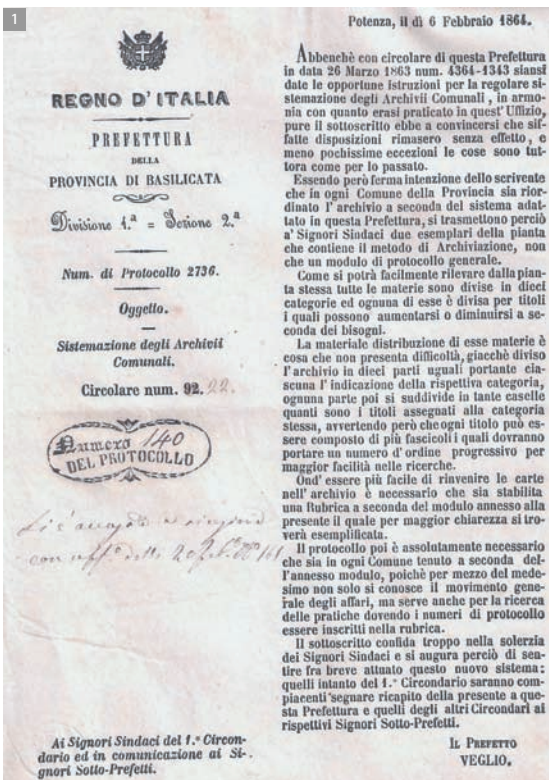 1
REGNO D'ITALIA
PREFETTURA
DELLA
PROVINCIA DI BASILICATA
Divisione 1.ª = Sezione 2.ª
Num. di Protocollo 2736.
Oggetto.
Sistemazione degli Archivii
Comunali.
Circolare num. 92. 22.
Numero 140
DEL PROTOCOLLO
Ai Signori Sindaci del 1.º Circon-
dario ed in comunicazione ai Si-
gnori Sotto-Prefetti.
Potenza, il dì 6 Febbraio 1864.
Abbenchè con circolare di questa Prefettura
in data 26 Marzo 1863 num. 4364-1343 siansi
date le opportune istruzioni per la regolare si-
stemazione degli Archivii Comunali, in armo-
nia con quanto erasi praticato in quest' Uffizio,
pure il sottoscritto ebbe a convincersi che sif-
fatte disposizioni rimasero senza effetto, e
meno pochissime eccezioni le cose sono tut-
tora come per lo passato.
Essendo però ferma intenzione dello scrivente
che in ogni Comune della Provincia sia rior-
dinato l' archivio a seconda del sistema adat-
tato in questa Prefettura, si trasmettono perciò
a' Signori Sindaci due esemplari della pianta
che contiene il metodo di Archiviazione, non
che un modulo di protocollo generale.
Come si potrà facilmente rilevare dalla pian-
ta stessa tutte le materie sono divise in dieci
categorie ed ognuna di esse è divisa per titoli
i quali possono aumentarsi o diminuirsi a se-
conda dei bisogni.
La materiale distribuzione di esse materie è
cosa che non presenta difficoltà, giacchè diviso
l' archivio in dieci parti uguali portante cia-
scuna l' indicazione della rispettiva categoria,
ognuna parte poi si suddivide in tante caselle
quanti sono i titoli assegnati alla categoria
stessa, avvertendo però che ogni titolo può es-
sere composto di più fascicoli i quali dovranno
portare un numero d' ordine progressivo per
maggior facilità nelle ricerche.
Ond' essere più facile di rinvenire le carte
nell' archivio è necessario che sia stabilita
una Rubrica a seconda del modulo annesso alla
presente il quale per maggior chiarezza si tro-
verà esemplificata.
Il protocollo poi è assolutamente necessario
che sia in ogni Comune tenuto a seconda del-
l'annesso modulo, poichè per mezzo del mede-
simo non solo si conosce il movimento gene-
rale degli affari, ma serve anche per la ricerca
delle pratiche dovendo i numeri di protocollo
essere inscritti nella rubrica.
Il sottoscritto confida troppo nella solerzia
dei Signori Sindaci e si augura perciò di sen-
tire fra breve attuato questo nuovo sistema:
quelli intanto del 1.º Circondario saranno com-
piacenti segnare ricapito della presente a que-
sta Prefettura e quelli degli altri Circondari ai
rispettivi Signori Sotto-Prefetti.
IL PREFETTO
VEGLIO.